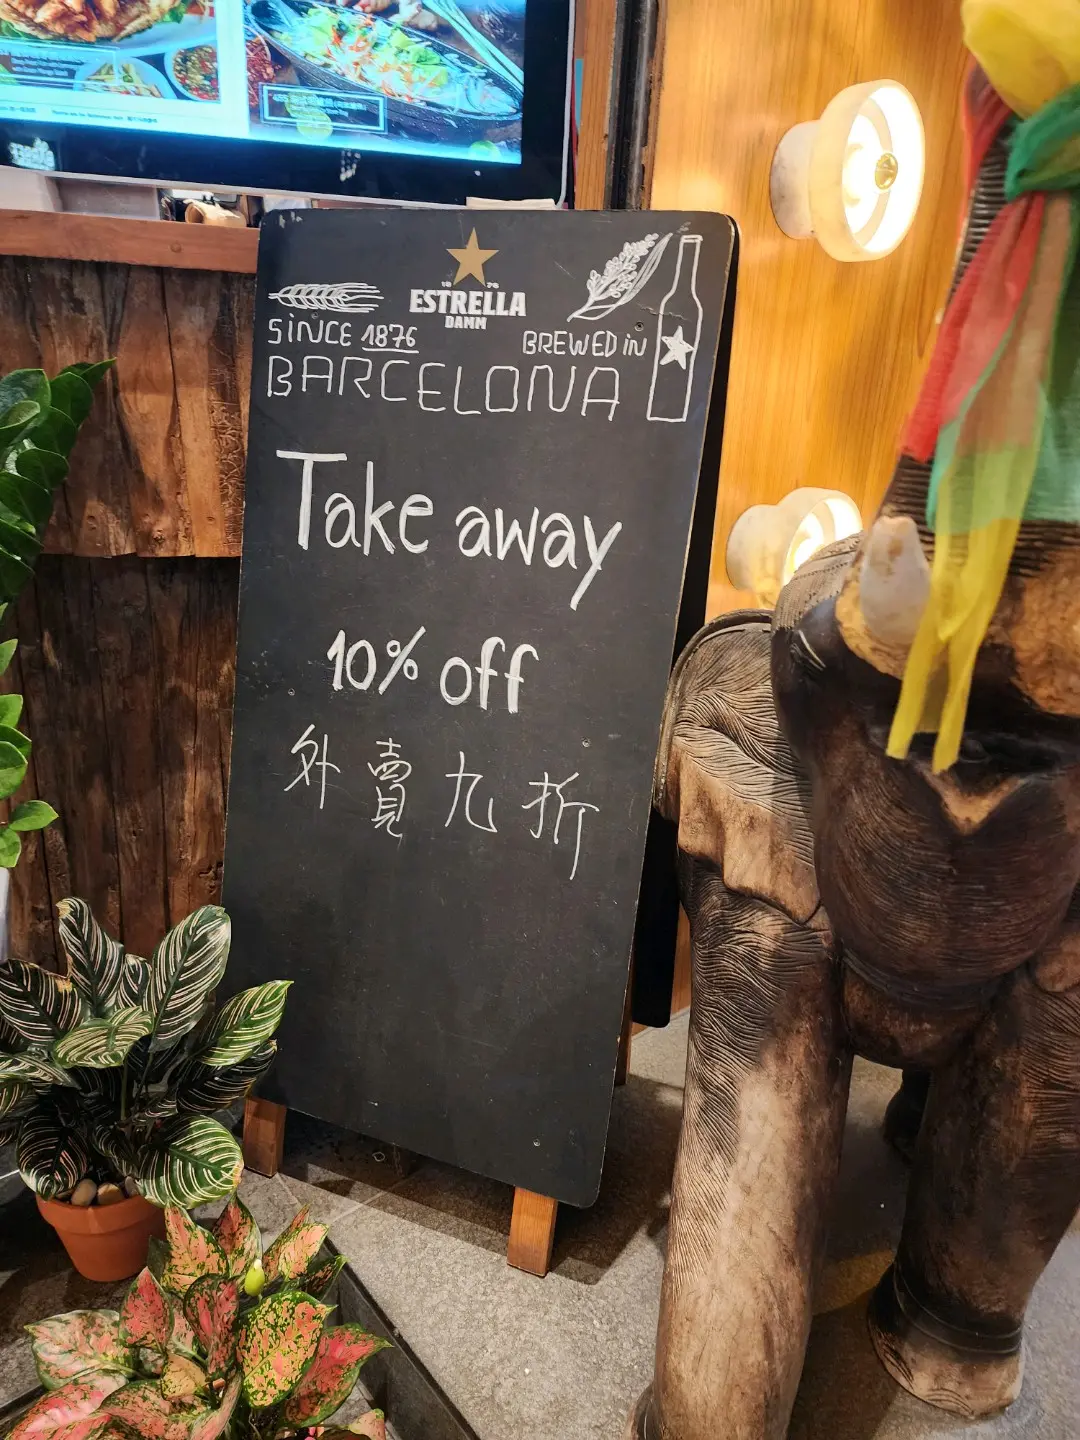 ESTRELLA
DAMM
SINCE 1876
BREWED IN
BARCELONA
Take away
10% off
外賣九折